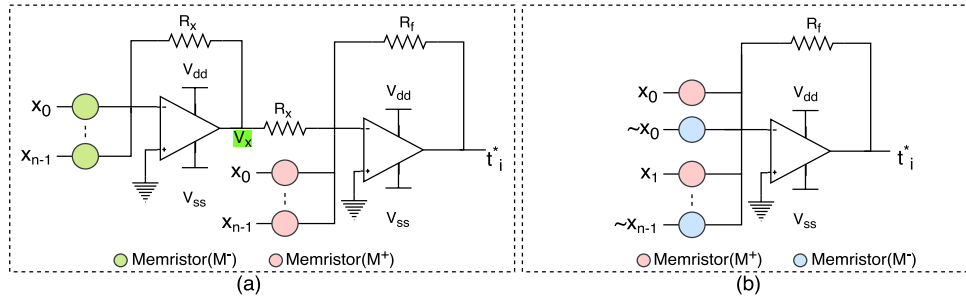 Rx
Rf
Vdd
Vdd
x0
Rx
Vx
xn-1
x0
t*i
Vss
xn-1
Vss
Memristor(M-)
Memristor(M+)
(a)
Rf
x0
Vdd
~x0
x1
t*i
~xn-1
Vss
Memristor(M+)
Memristor(M-)
(b)